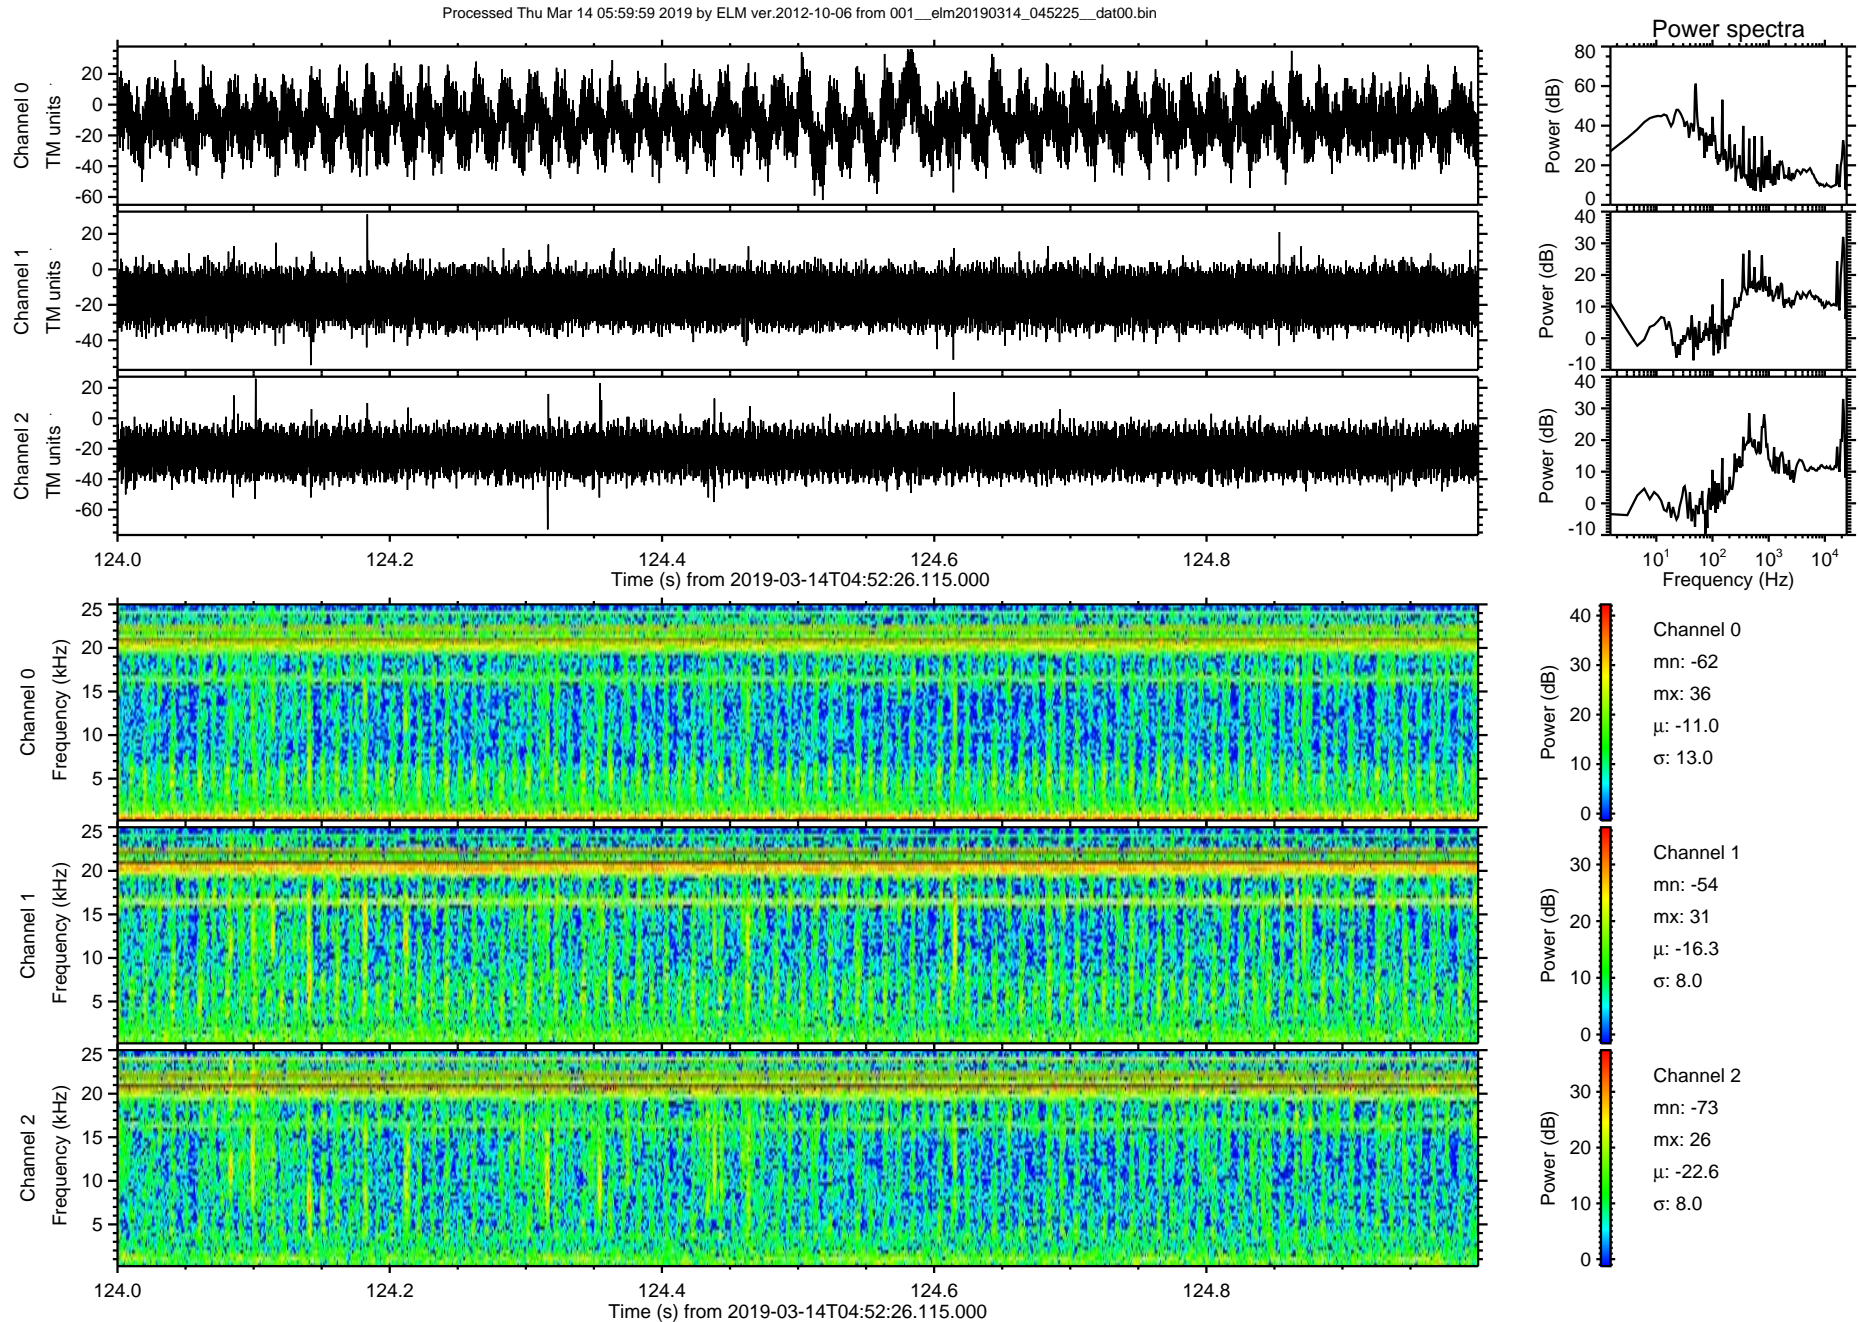 Processed Thu Mar 14 05:59:59 2019 by ELM ver.2012-10-06 from 001__elm20190314_045225__dat00.bin
Power spectra
Channel 0
TM units
20
0
-20
-40
-60
Power (dB)
80
60
40
20
0
Channel 1
TM units
20
0
-20
-40
Power (dB)
40
30
20
10
0
-10
Channel 2
TM units
20
0
-20
-40
-60
Power (dB)
40
30
20
10
0
-10
124.0 124.2 124.4 124.6 124.8
Time (s) from 2019-03-14T04:52:26.115.000
10¹ 10² 10³ 10⁴
Frequency (Hz)
Channel 0
Frequency (kHz)
25
20
15
10
5
Power (dB)
40
30
20
10
0
Channel 0
mn: -62
mx: 36
μ: -11.0
σ: 13.0
Channel 1
Frequency (kHz)
25
20
15
10
5
Power (dB)
30
20
10
0
Channel 1
mn: -54
mx: 31
μ: -16.3
σ: 8.0
Channel 2
Frequency (kHz)
25
20
15
10
5
Power (dB)
30
20
10
0
Channel 2
mn: -73
mx: 26
μ: -22.6
σ: 8.0
124.0 124.2 124.4 124.6 124.8
Time (s) from 2019-03-14T04:52:26.115.000